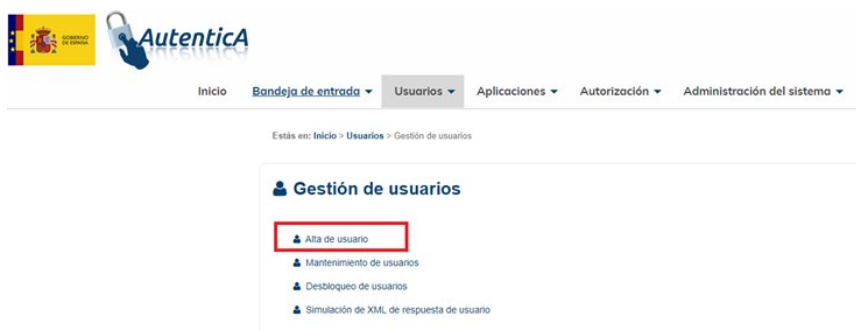 GOBIERNO
DE ESPAÑA
AutenticA
Inicio Bandeja de entrada Usuarios Aplicaciones Autorización Administración del sistema
Estás en: Inicio > Usuarios > Gestión de usuarios
Gestión de usuarios
Alta de usuario
Mantenimiento de usuarios
Desbloqueo de usuarios
Simulación de XML de respuesta de usuario